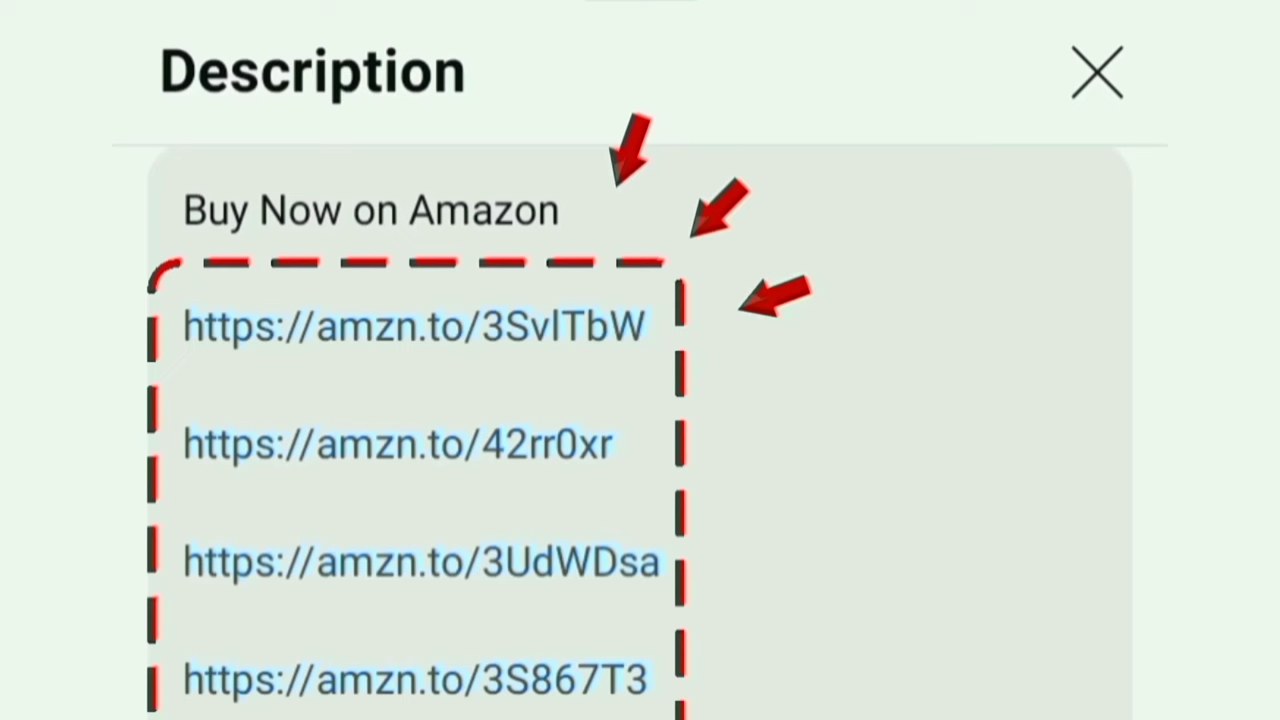 Description
Buy Now on Amazon
https://amzn.to/3SvlTbW
https://amzn.to/42rr0xr
https://amzn.to/3UdWDsa
https://amzn.to/3S867T3